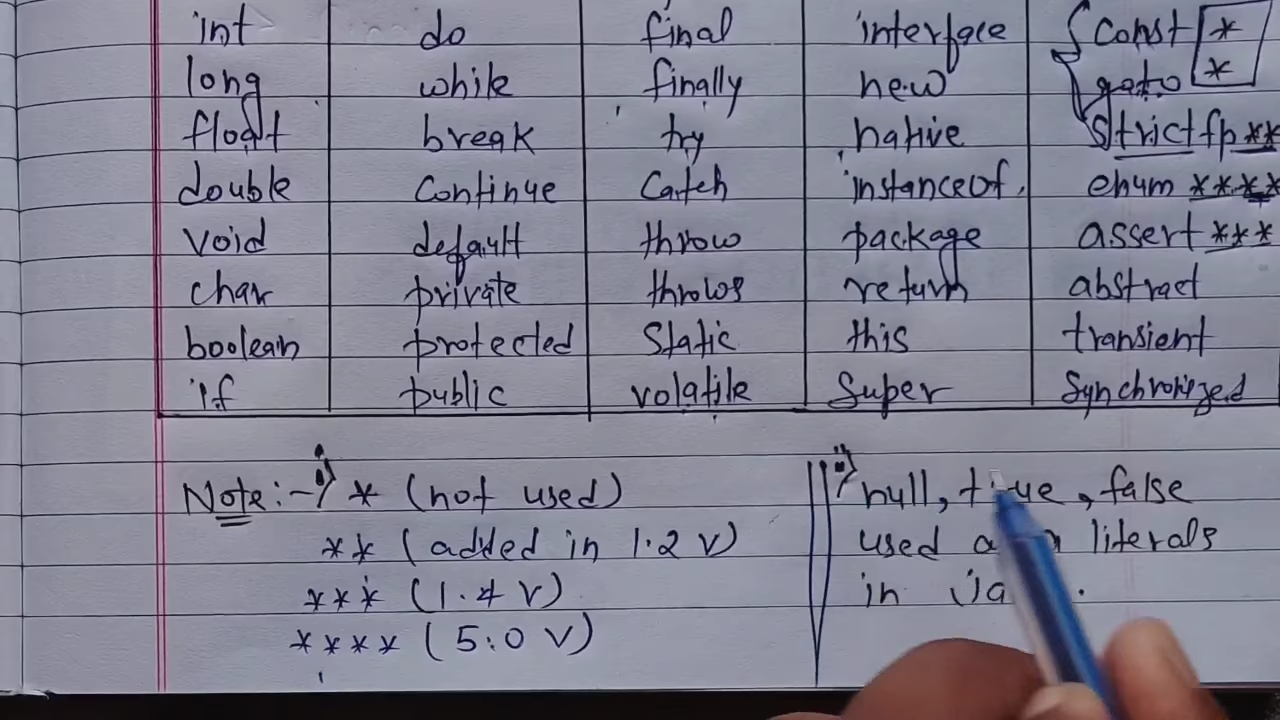 int do final interface const *
long while finally new goto *
float break try native strictfp **
double Continue Catch instanceof enum ****
void default throw package assert ***
char private throws return abstract
boolean protected Static this transient
if public volatile Super Synchronized
Note:- * (not used)
** (added in 1.2 V)
*** (1.4 V)
**** (5.0 V)
null, true, false
used literals
in